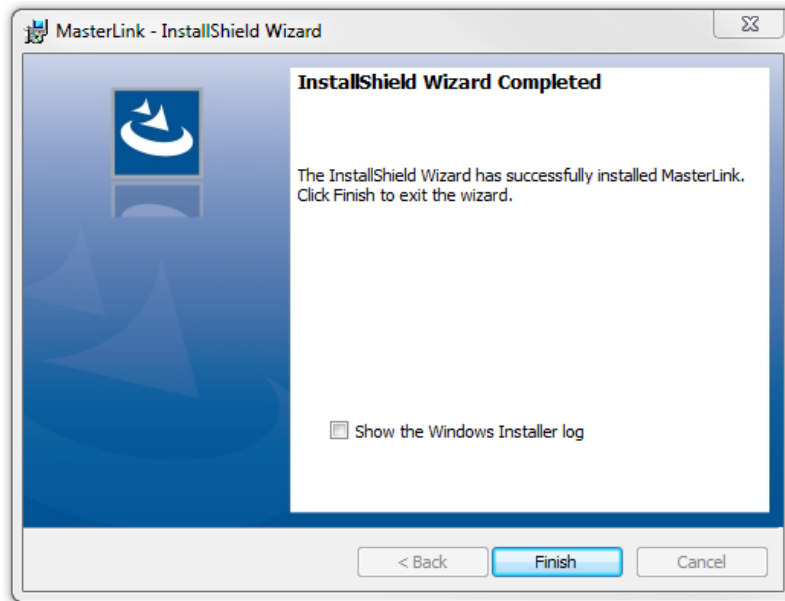 MasterLink - InstallShield Wizard
InstallShield Wizard Completed
The InstallShield Wizard has successfully installed MasterLink.
Click Finish to exit the wizard.
Show the Windows Installer log
< Back Finish Cancel